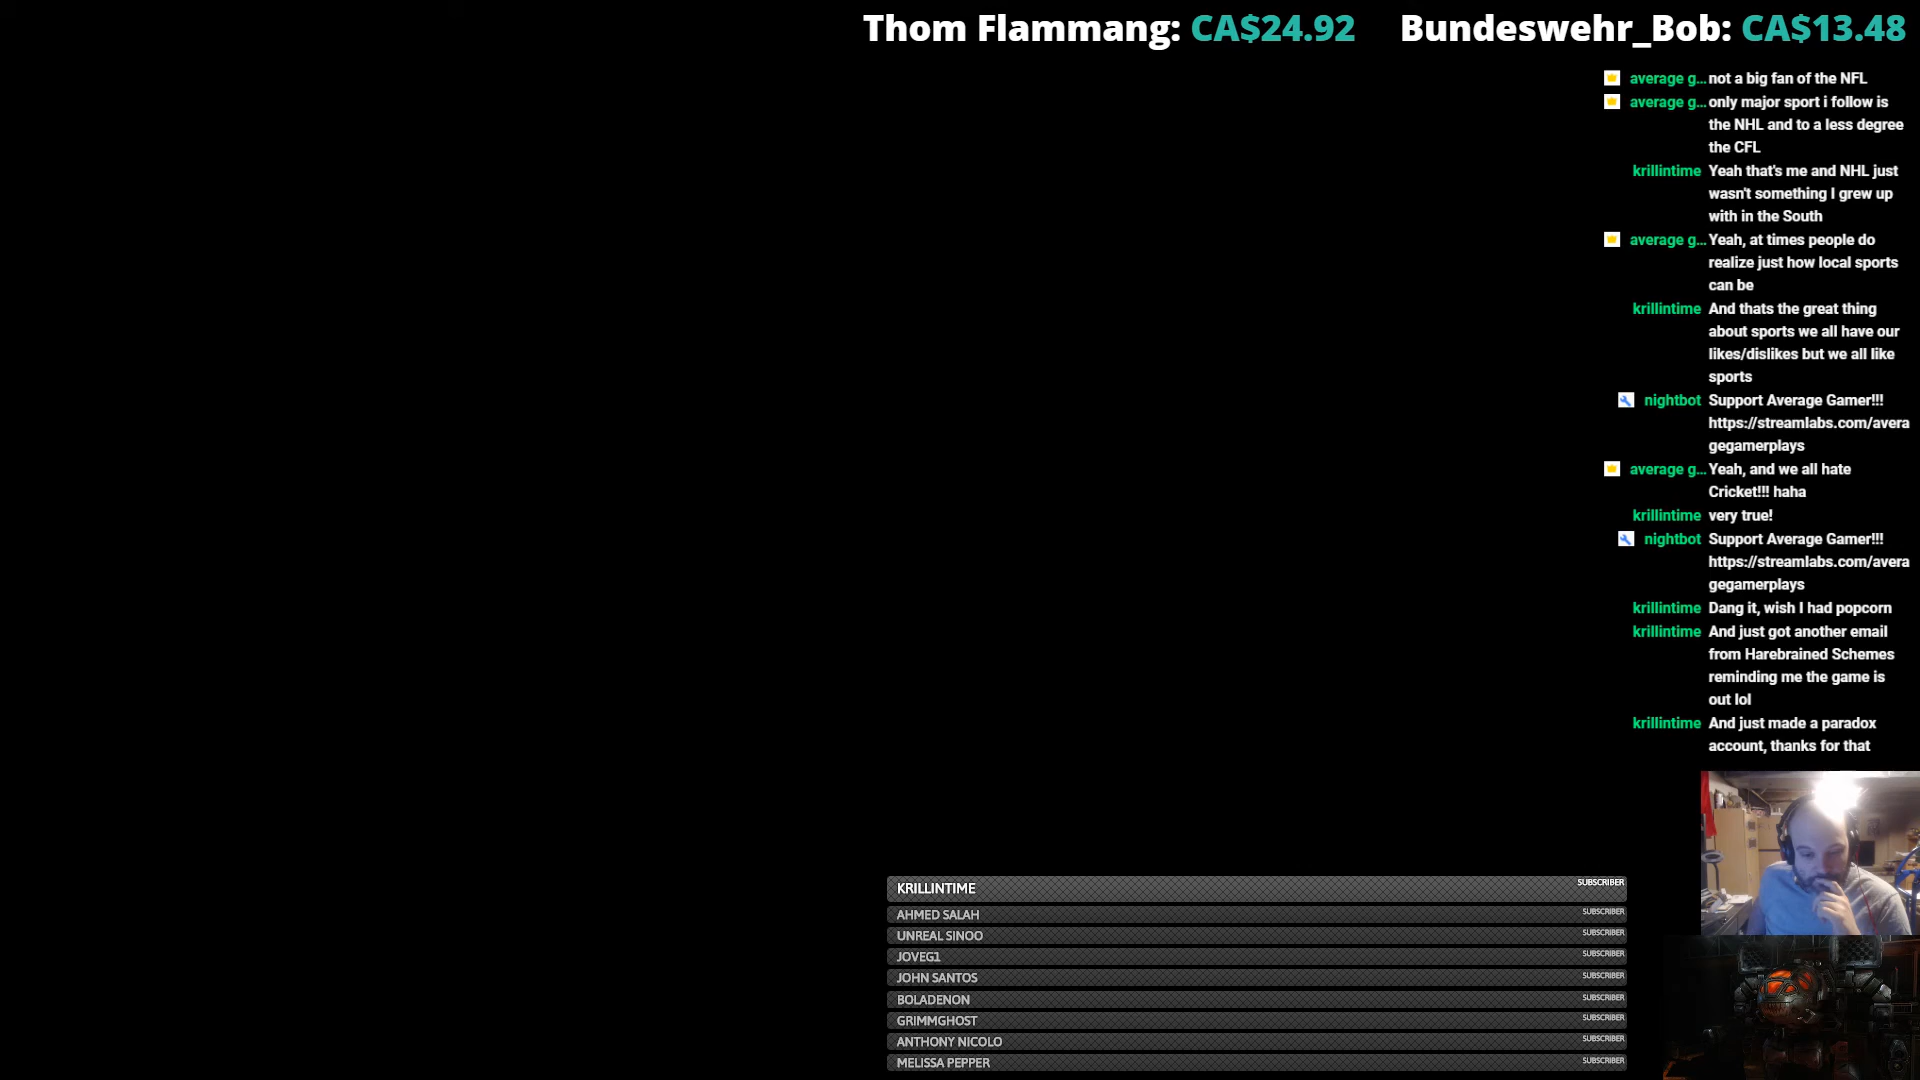 Thom Flammang: CA$24.92 Bundeswehr_Bob: CA$13.48
average g... not a big fan of the NFL
average g... only major sport i follow is
the NHL and to a less degree
the CFL
krillintime Yeah that's me and NHL just
wasn't something I grew up
with in the South
average g... Yeah, at times people do
realize just how local sports
can be
krillintime And thats the great thing
about sports we all have our
likes/dislikes but we all like
sports
nightbot Support Average Gamer!!!
https://streamlabs.com/avera
gegamerplays
average g... Yeah, and we all hate
Cricket!!! haha
krillintime very true!
nightbot Support Average Gamer!!!
https://streamlabs.com/avera
gegamerplays
krillintime Dang it, wish I had popcorn
krillintime And just got another email
from Harebrained Schemes
reminding me the game is
out lol
krillintime And just made a paradox
account, thanks for that
KRILLINTIME SUBSCRIBER
AHMED SALAH SUBSCRIBER
UNREAL SINOO SUBSCRIBER
JOVEG1 SUBSCRIBER
JOHN SANTOS SUBSCRIBER
BOLADENON SUBSCRIBER
GRIMMGHOST SUBSCRIBER
ANTHONY NICOLO SUBSCRIBER
MELISSA PEPPER SUBSCRIBER